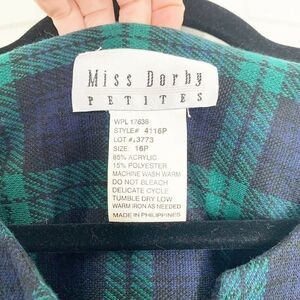 Miss Dorby
PETITES
WPL 17638
STYLE# 4116P
LOT #:3773
SIZE: 16P
85% ACRYLIC
15% POLYESTER
MACHINE WASH WARM
DO NOT BLEACH
DELICATE CYCLE
TUMBLE DRY LOW
WARM IRON AS NEEDED
MADE IN PHILIPPINES